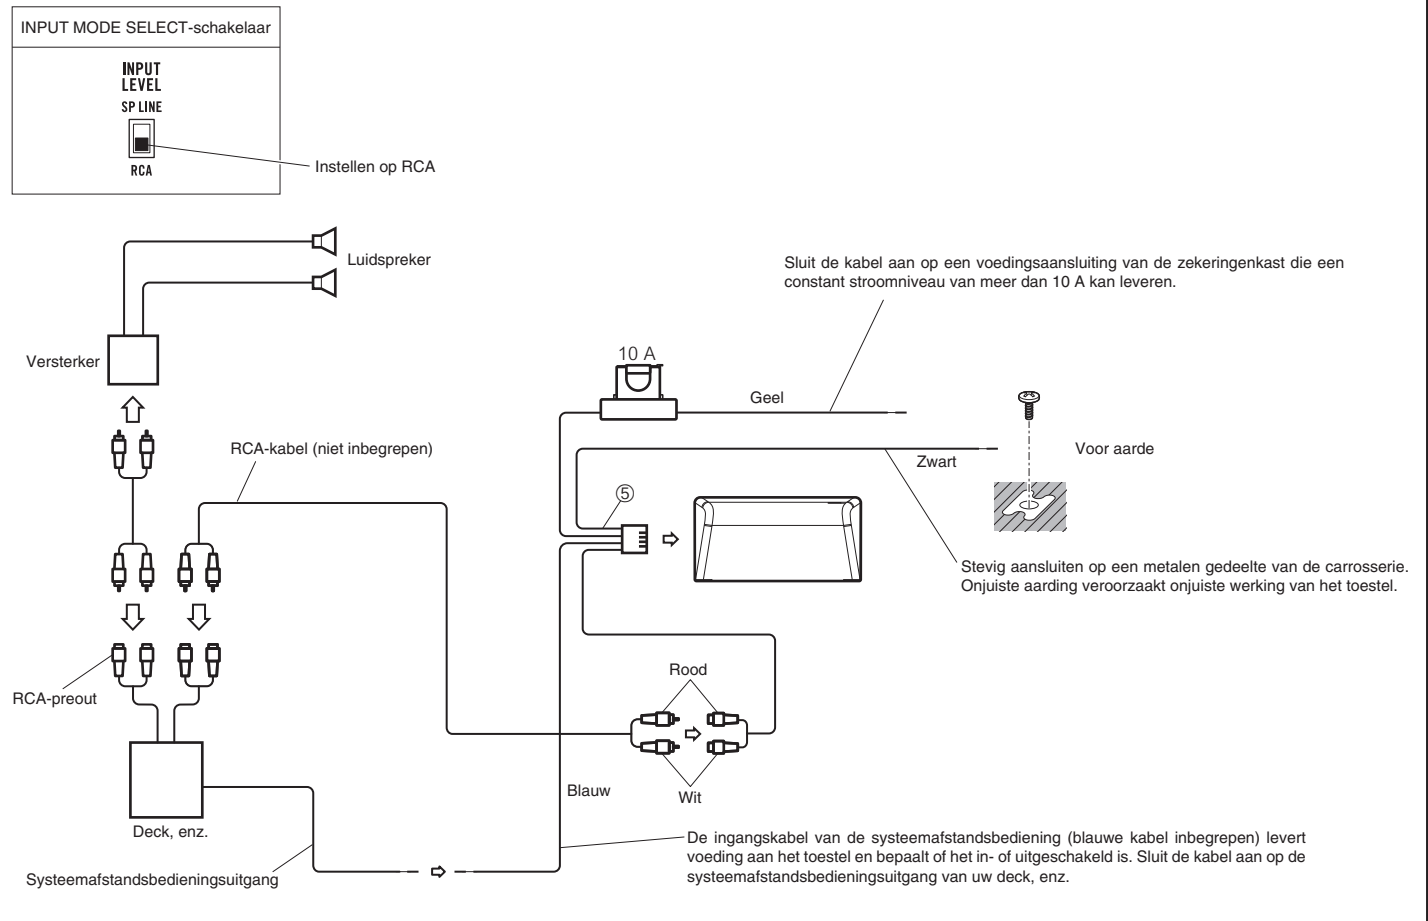 INPUT MODE SELECT-schakelaar
INPUT
LEVEL
SP LINE
RCA
Instellen op RCA
Luidspreker
Sluit de kabel aan op een voedingsaansluiting van de zekeringenkast die een
constant stroomniveau van meer dan 10 A kan leveren.
Versterker
10 A
Geel
RCA-kabel (niet inbegrepen)
Zwart
Voor aarde
⑤
Stevig aansluiten op een metalen gedeelte van de carrosserie.
Onjuiste aarding veroorzaakt onjuiste werking van het toestel.
Rood
RCA-preout
Blauw
Wit
Deck, enz.
De ingangskabel van de systeemafstandsbediening (blauwe kabel inbegrepen) levert
voeding aan het toestel en bepaalt of het in- of uitgeschakeld is. Sluit de kabel aan op de
systeemafstandsbedieningsuitgang van uw deck, enz.
Systeemafstandsbedieningsuitgang